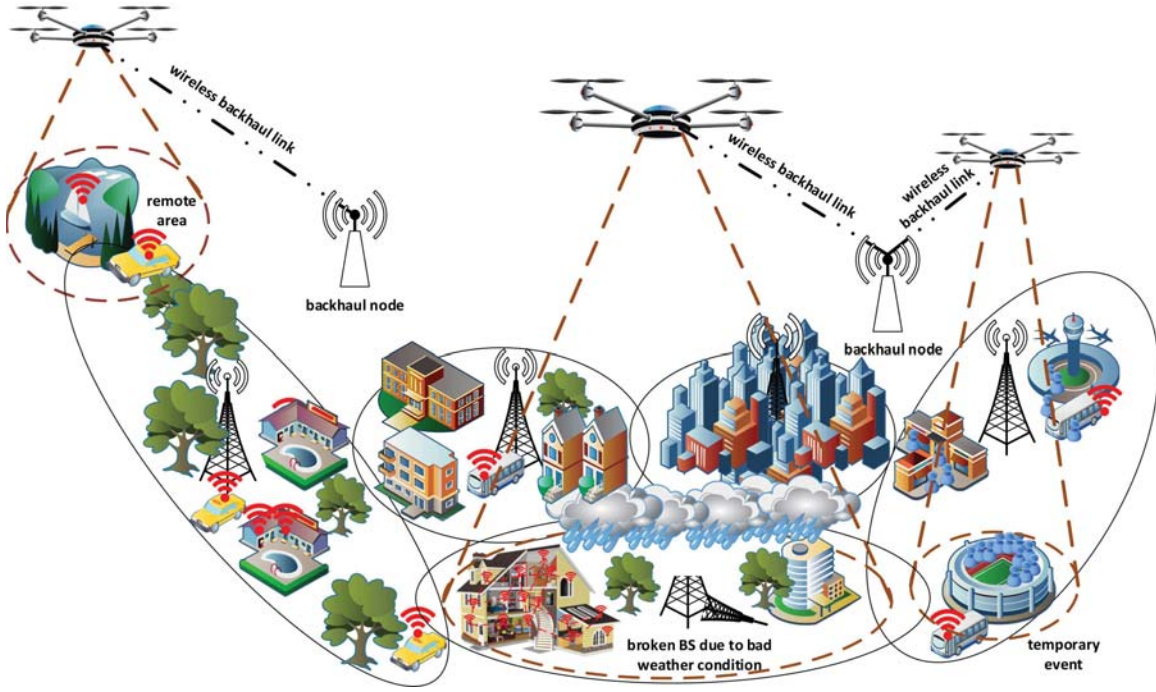 wireless backhaul link
remote
area
backhaul node
wireless backhaul link
wireless
backhaul link
backhaul node
broken BS due to bad
weather condition
temporary
event